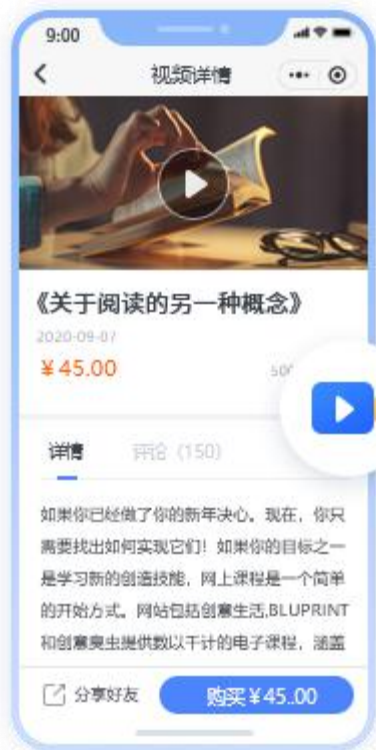 9:00
视频详情
《关于阅读的另一种概念》
2020-09-07
¥45.00
500
详情
评论（150）
如果你已经做了你的新年决心。现在，你只
需要找出如何实现它们！如果你的目标之一
是学习新的创造技能，网上课程是一个简单
的开始方式。网站包括创意生活,BLUPRINT
和创意臭虫提供数以千计的电子课程，涵盖
分享好友
购买¥45..00